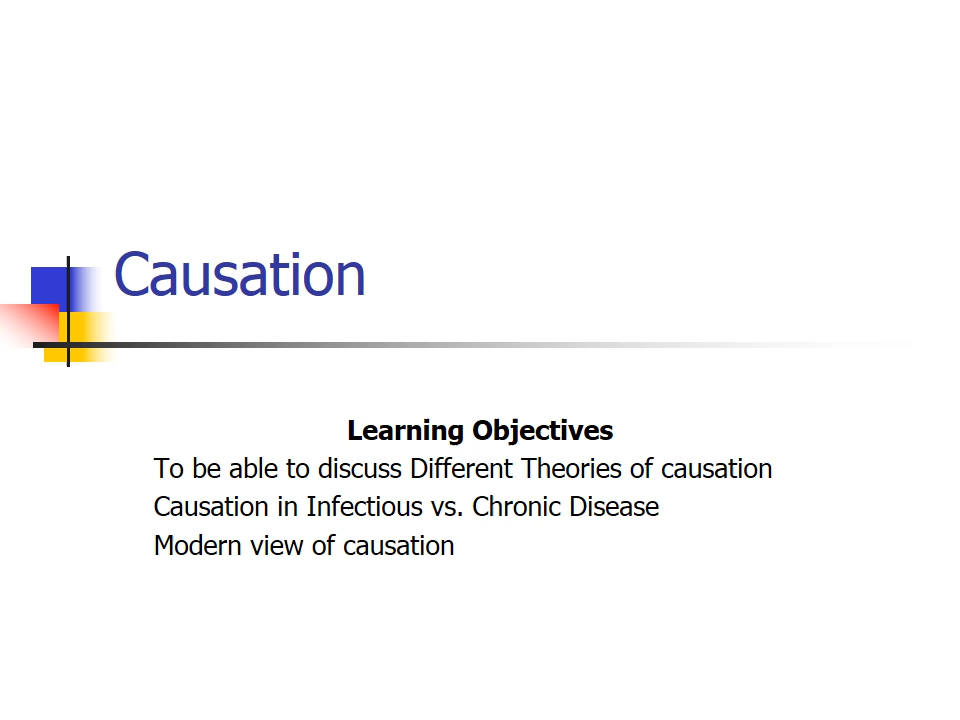 Causation
Learning Objectives
To be able to discuss Different Theories of causation
Causation in Infectious vs. Chronic Disease
Modern view of causation